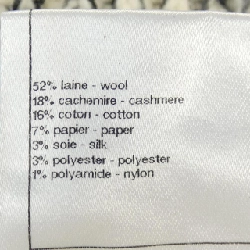 52% laine - wool
18% cachemire - cashmere
16% coton - cotton
7% papier - paper
3% soie - silk
3% polyester - polyester
1% polyamide - nylon